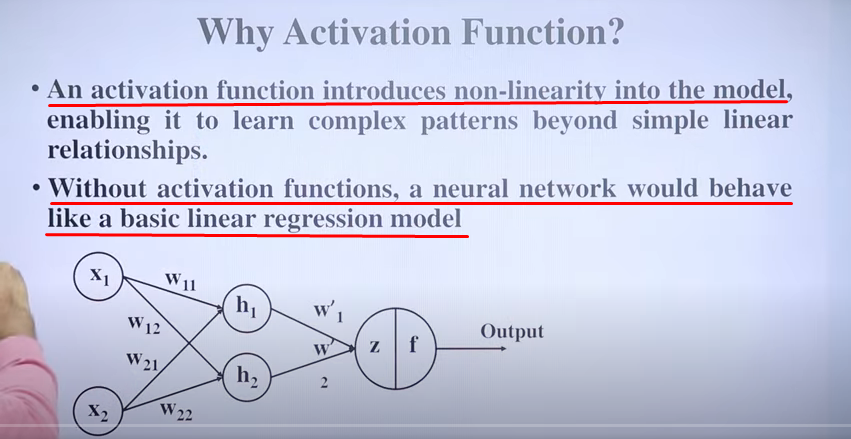 Why Activation Function?
• An activation function introduces non-linearity into the model,
enabling it to learn complex patterns beyond simple linear
relationships.
• Without activation functions, a neural network would behave
like a basic linear regression model
x1
w11
h1
w'1
w12
z
f
Output
w21
w'
2
h2
x2
w22